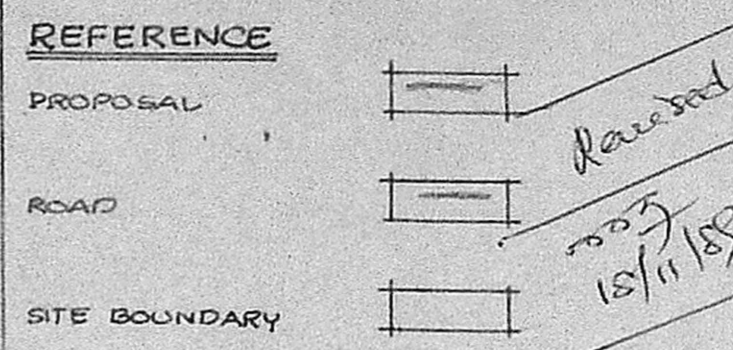 REFERENCE
PROPOSAL
Revised
ROAD
SITE BOUNDARY